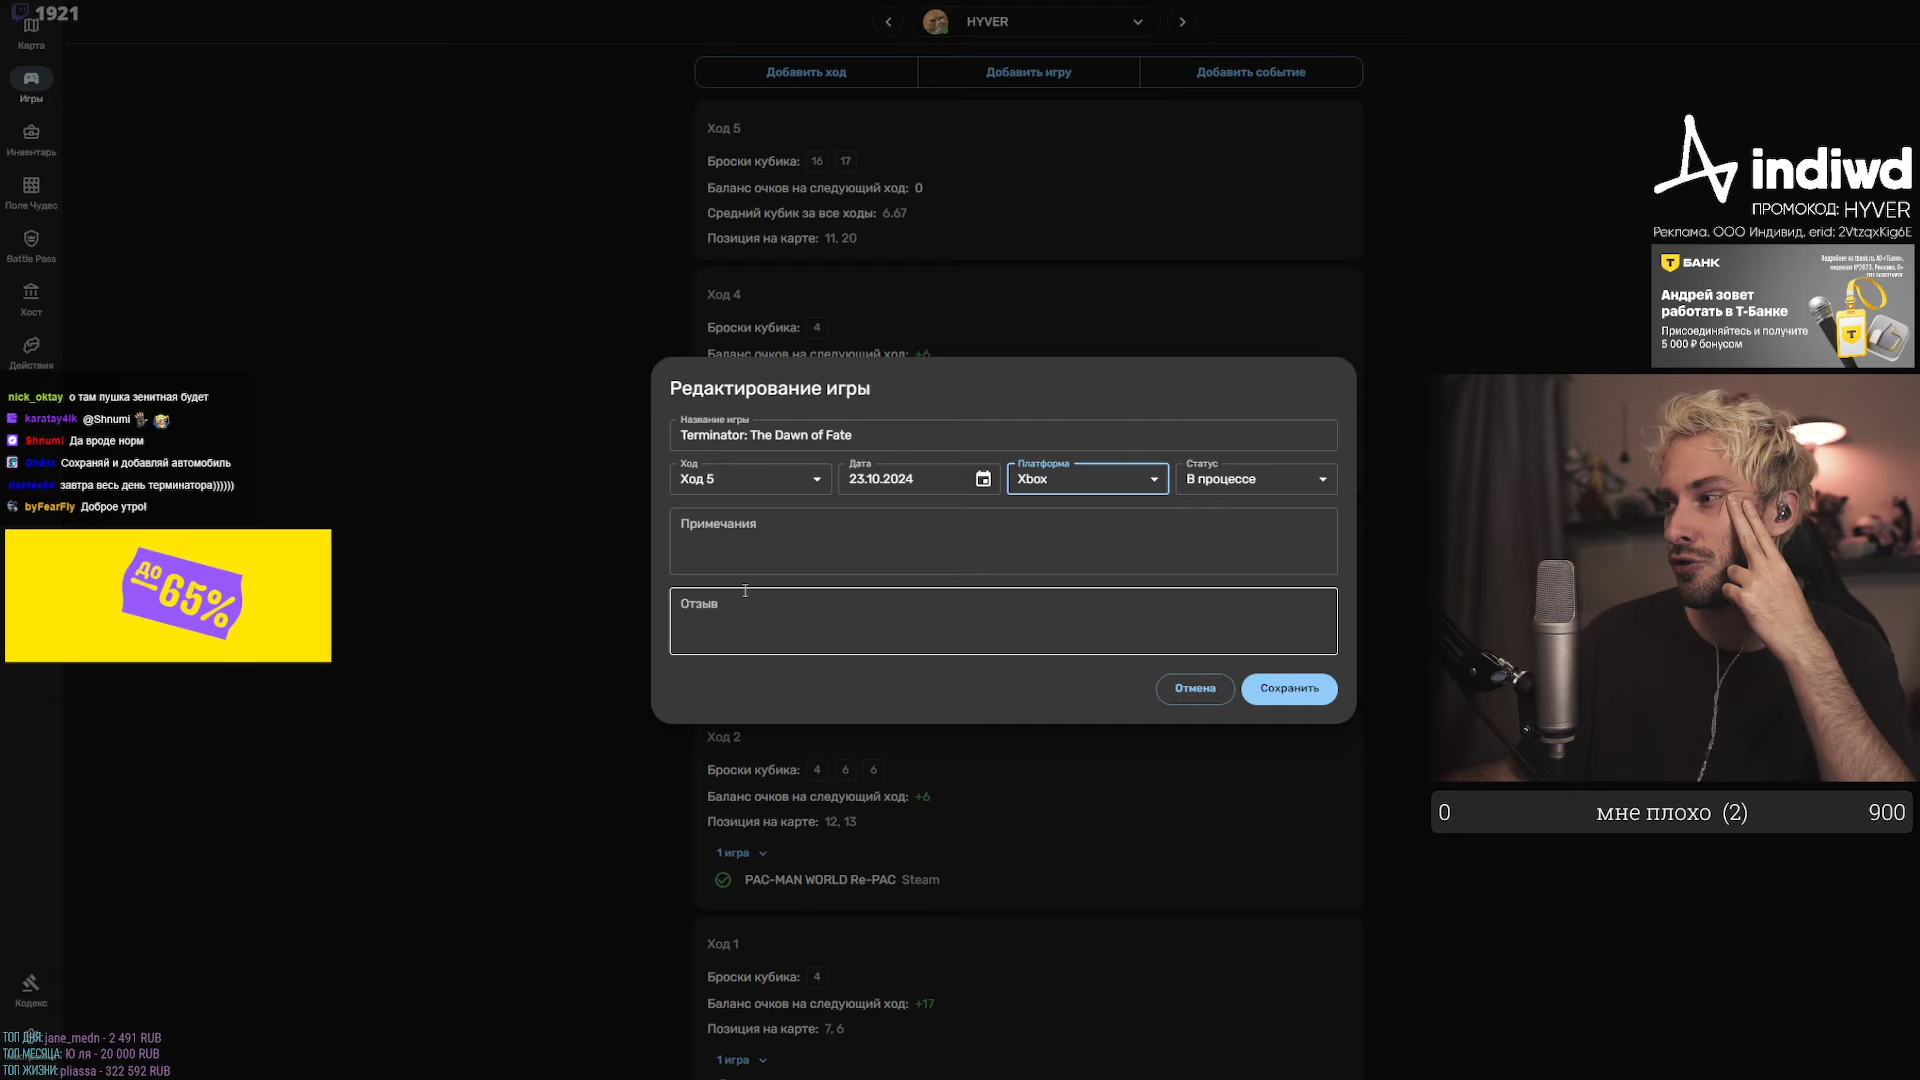 1921
Карта
Игры
Инвентарь
Поле Чудес
Battle Pass
Хост
Действия
HYVER
Добавить ход
Добавить игру
Добавить событие
Ход 5
Броски кубика: 16 17
Баланс очков на следующий ход: 0
Средний кубик за все ходы: 6.67
Позиция на карте: 11, 20
Ход 4
Броски кубика: 4
Баланс очков на следующий ход: +6
Редактирование игры
Название игры
Terminator: The Dawn of Fate
Ход
Ход 5
Дата
23.10.2024
Платформа
Xbox
Статус
В процессе
Примечания
Отзыв
Отмена
Сохранить
Ход 2
Броски кубика: 4 6 6
Баланс очков на следующий ход: +6
Позиция на карте: 12, 13
1 игра
PAC-MAN WORLD Re-PAC Steam
Ход 1
Броски кубика: 4
Баланс очков на следующий ход: +17
Позиция на карте: 7, 6
1 игра
nick_oktay о там пушка зенитная будет
karatay4ik @Shnumi
Shnumi Да вроде норм
Gh0st Сохраняй и добавляй автомобиль
dantes64 завтра весь день терминатора))))))
byFearFly Доброе утро!
ДО
–65%
Кодекс
ТОП ДНЯ: jane_medn - 2 491 RUB
ТОП МЕСЯЦА: Ю ля - 20 000 RUB
ТОП ЖИЗНИ: pliassa - 322 592 RUB
indiwd
ПРОМОКОД: HYVER
Реклама. ООО Индивид, erid: 2VtzqxKig6E
Т БАНК
Андрей зовет
работать в Т-Банке
Присоединяйтесь и получите
5 000 ₽ бонусом
0 мне плохо (2) 900